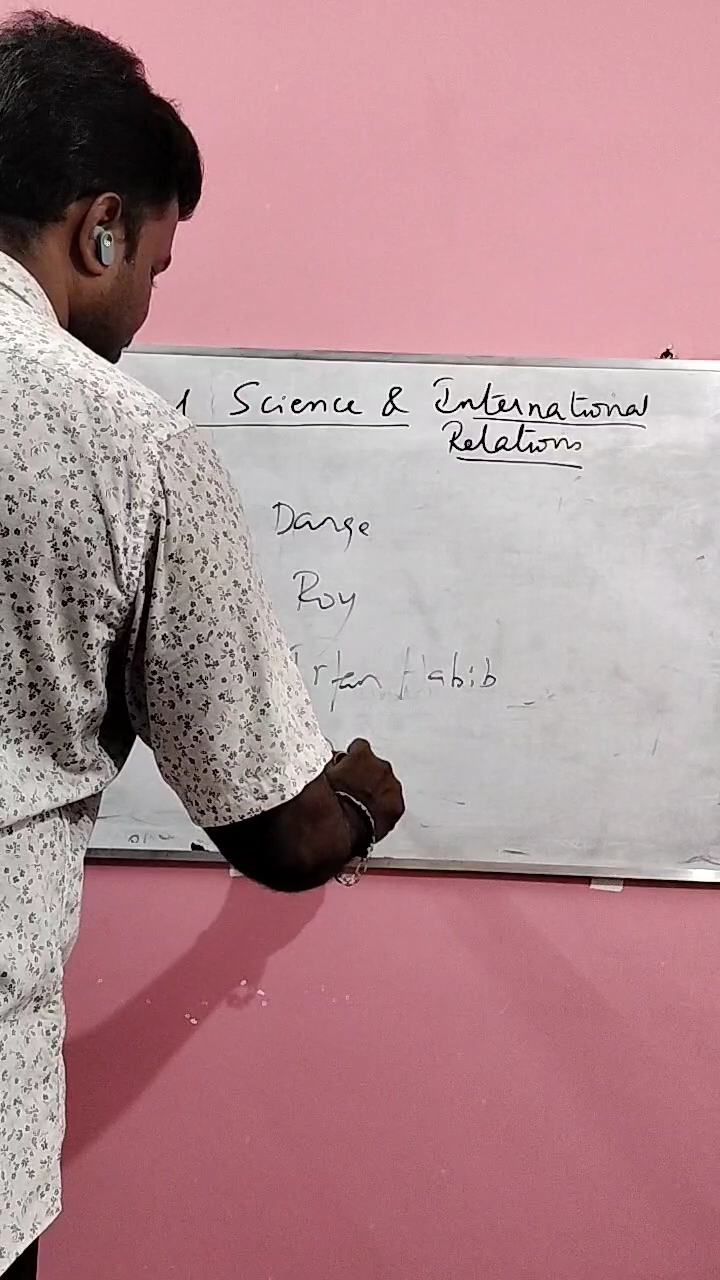 Science & International
Relations
Dange
Roy
Irfan Habib